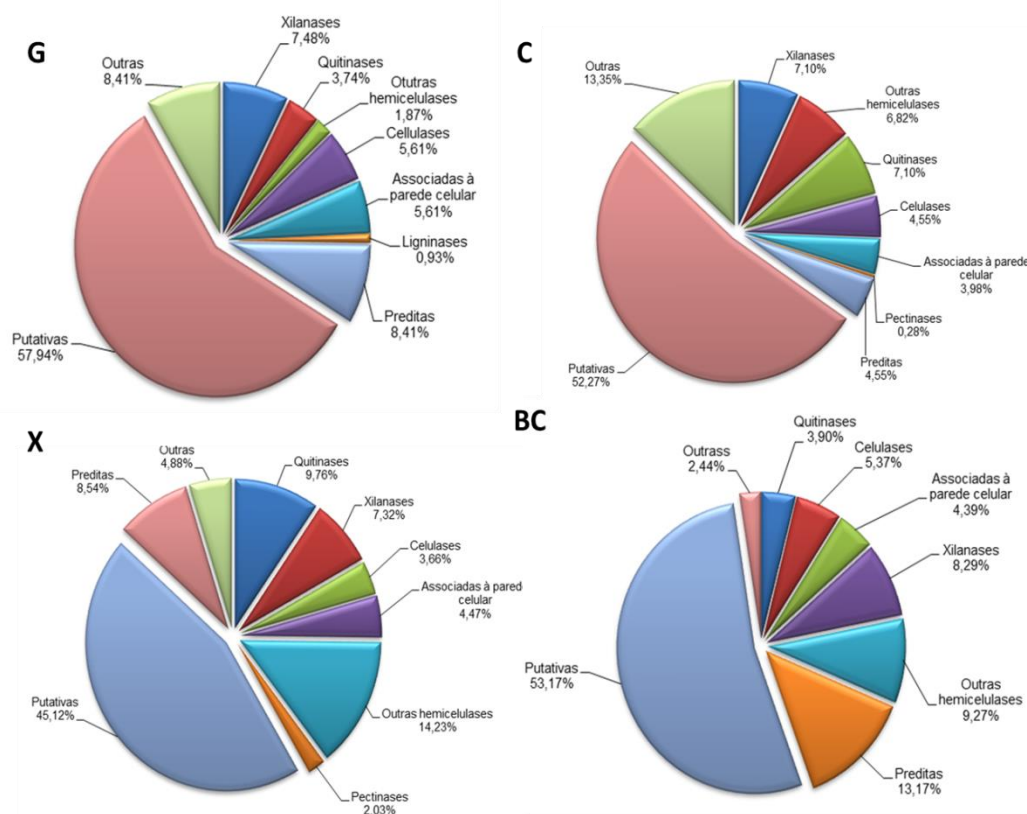 G
Xilanases
7,48%
Quitinases
3,74%
Otutras
hemicelulases
1,87%
Cellulases
5,61%
Associadas à
parede celular
5,61%
Ligninases
0,93%
Preditas
8,41%
Putativas
57,94%
Outras
8,41%
C
Xilanases
7,10%
Outras
hemicelulases
6,82%
Quitinases
7,10%
Celulases
4,55%
Associadas à parede
celular
3,98%
Pectinases
0,28%
Preditas
4,55%
Putativas
52,27%
Outras
13,35%
X
Quitinases
9,76%
Xilanases
7,32%
Celulases
3,66%
Associadas à pared
celular
4,47%
Outras hemicelulases
14,23%
Pectinases
2,03%
Putativas
45,12%
Preditas
8,54%
Outras
4,88%
BC
Quitinases
3,90%
Celulases
5,37%
Associadas à
parede celular
4,39%
Xilanases
8,29%
Outras
hemicelulases
9,27%
Preditas
13,17%
Putativas
53,17%
Outrass
2,44%